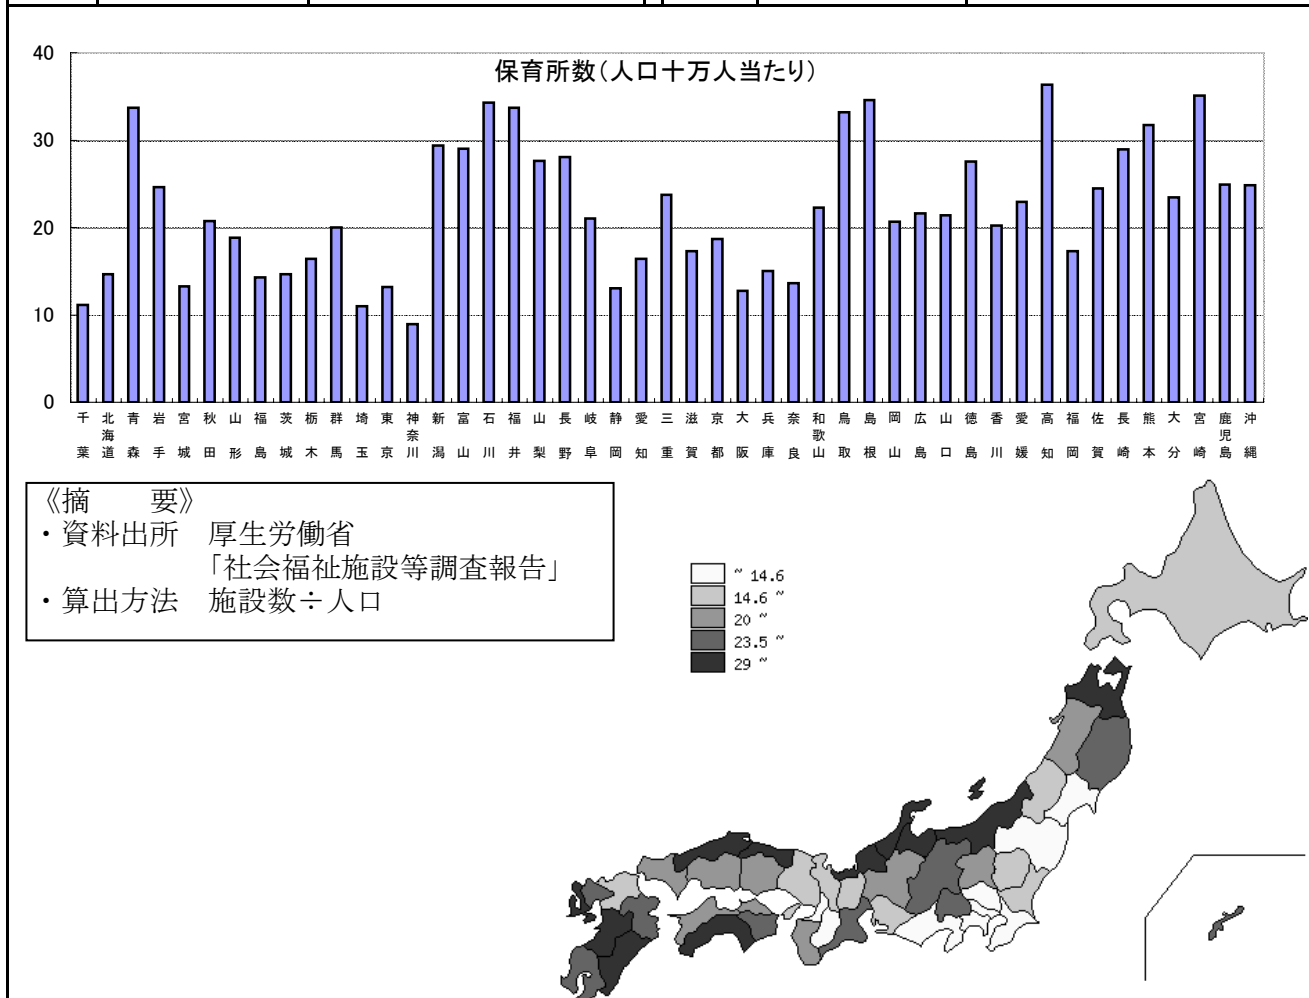 保育所数(人口十万人当たり)
40
30
20
10
0
千葉 北海道 青森 岩手 宮城 秋田 山形 福島 茨城 栃木 群馬 埼玉 東京 神奈川 新潟 富山 石川 福井 山梨 長野 岐阜 静岡 愛知 三重 滋賀 京都 大阪 兵庫 奈良 和歌山 鳥取 島根 岡山 広島 山口 徳島 香川 愛媛 高知 福岡 佐賀 長崎 熊本 大分 宮崎 鹿児島 沖縄
《摘　　要》
・資料出所　厚生労働省
「社会福祉施設等調査報告」
・算出方法　施設数÷人口
~ 14.6
14.6 ~
20 ~
23.5 ~
29 ~